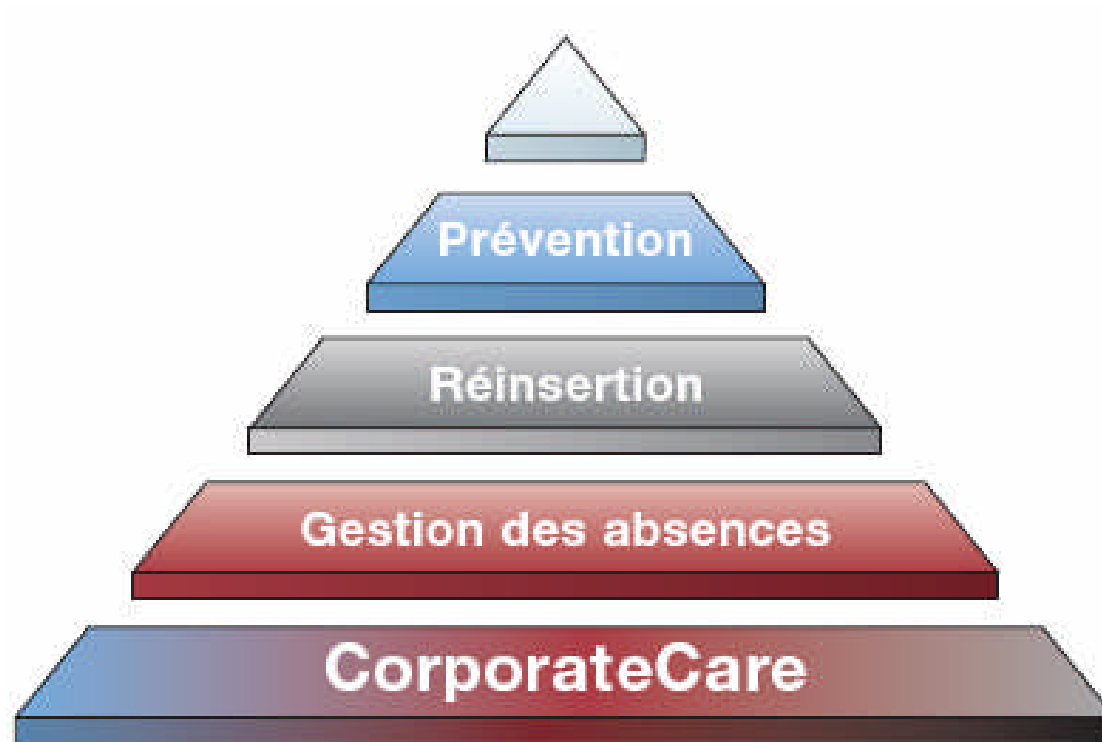 Prévention
Réinsertion
Gestion des absences
CorporateCare